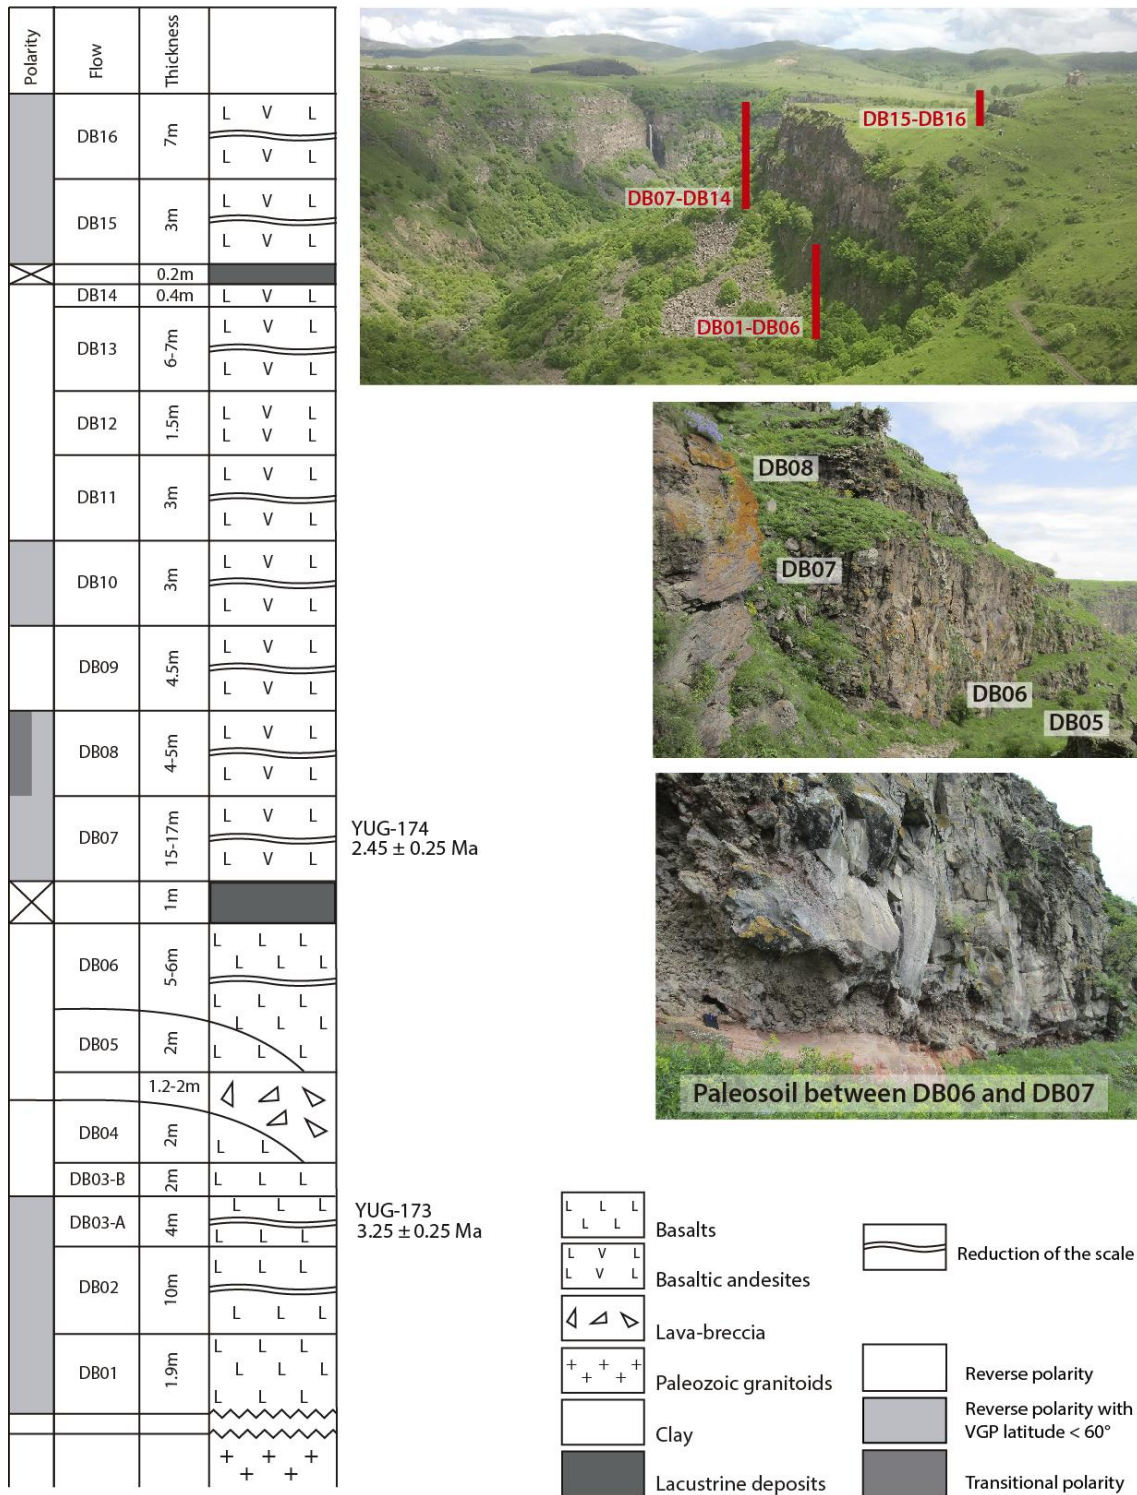 Polarity
Flow
Thickness
DB16
7m
L V L
L V L
DB15
3m
L V L
L V L
0.2m
DB14
0.4m
L V L
DB13
6-7m
L V L
L V L
DB12
1.5m
L V L
L V L
DB11
3m
L V L
L V L
DB10
3m
L V L
L V L
DB09
4.5m
L V L
L V L
DB08
4-5m
L V L
L V L
DB07
15-17m
L V L
L V L
YUG-174
2.45 ± 0.25 Ma
1m
DB06
5-6m
L L L
L L L
L L L
L L L
DB05
2m
L L L
1.2-2m
DB04
2m
L L
DB03-B
2m
L L L
DB03-A
4m
L L L
L L L
YUG-173
3.25 ± 0.25 Ma
DB02
10m
L L L
L L L
DB01
1.9m
L L L
L L L
L L L
+ + +
+ + +
DB15-DB16
DB07-DB14
DB01-DB06
DB08
DB07
DB06
DB05
Paleosoil between DB06 and DB07
L L L
L L
Basalts
L V L
L V L
Basaltic andesites
Lava-breccia
+ + +
+ +
Paleozoic granitoids
Clay
Lacustrine deposits
Reduction of the scale
Reverse polarity
Reverse polarity with
VGP latitude < 60°
Transitional polarity